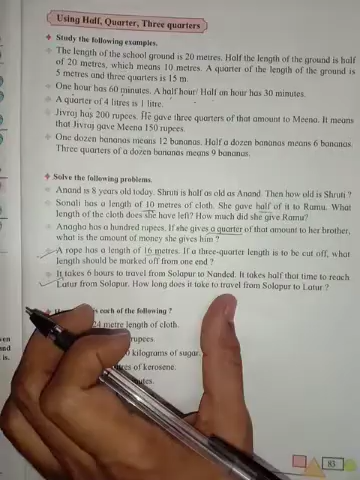 Using Half, Quarter, Three quarters
Study the following examples.
The length of the school ground is 20 metres. Half the length of the ground is half
of 20 metres, which means 10 metres. A quarter of the length of the ground is
5 metres and three quarters is 15 m.
One hour has 60 minutes. A half hour/ Half an hour has 30 minutes.
A quarter of 4 litres is 1 litre.
Jivraj has 200 rupees. He gave three quarters of that amount to Meena. It means
that Jivraj gave Meena 150 rupees.
One dozen bananas means 12 bananas. Half a dozen bananas means 6 bananas.
Three quarters of a dozen bananas means 9 bananas.
Solve the following problems.
Anand is 8 years old today. Shruti is half as old as Anand. Then how old is Shruti ?
Sonali has a length of 10 metres of cloth. She gave half of it to Ramu. What
length of the cloth does she have left? How much did she give Ramu?
Anagha has a hundred rupees. If she gives a quarter of that amount to her brother,
what is the amount of money she gives him ?
A rope has a length of 16 metres. If a three-quarter length is to be cut off, what
length should be marked off from one end ?
It takes 6 hours to travel from Solapur to Nanded. It takes half that time to reach
Latur from Solapur. How long does it take to travel from Solapur to Latur ?
each of the following ?
24 metre length of cloth.
rupees.
kilograms of sugar.
of kerosene.
83